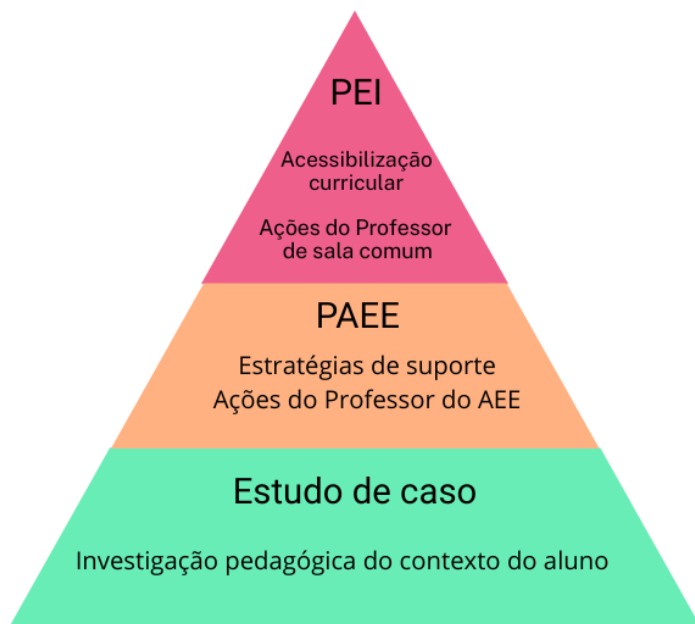 PEI
Acessibilização
curricular
Ações do Professor
de sala comum
PAEE
Estratégias de suporte
Ações do Professor do AEE
Estudo de caso
Investigação pedagógica do contexto do aluno